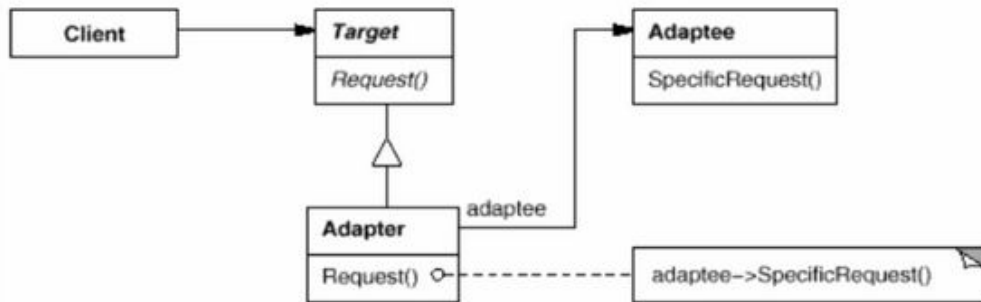 Client
Target
Request()
Adaptee
SpecificRequest()
adaptee
Adapter
Request()
adaptee->SpecificRequest()